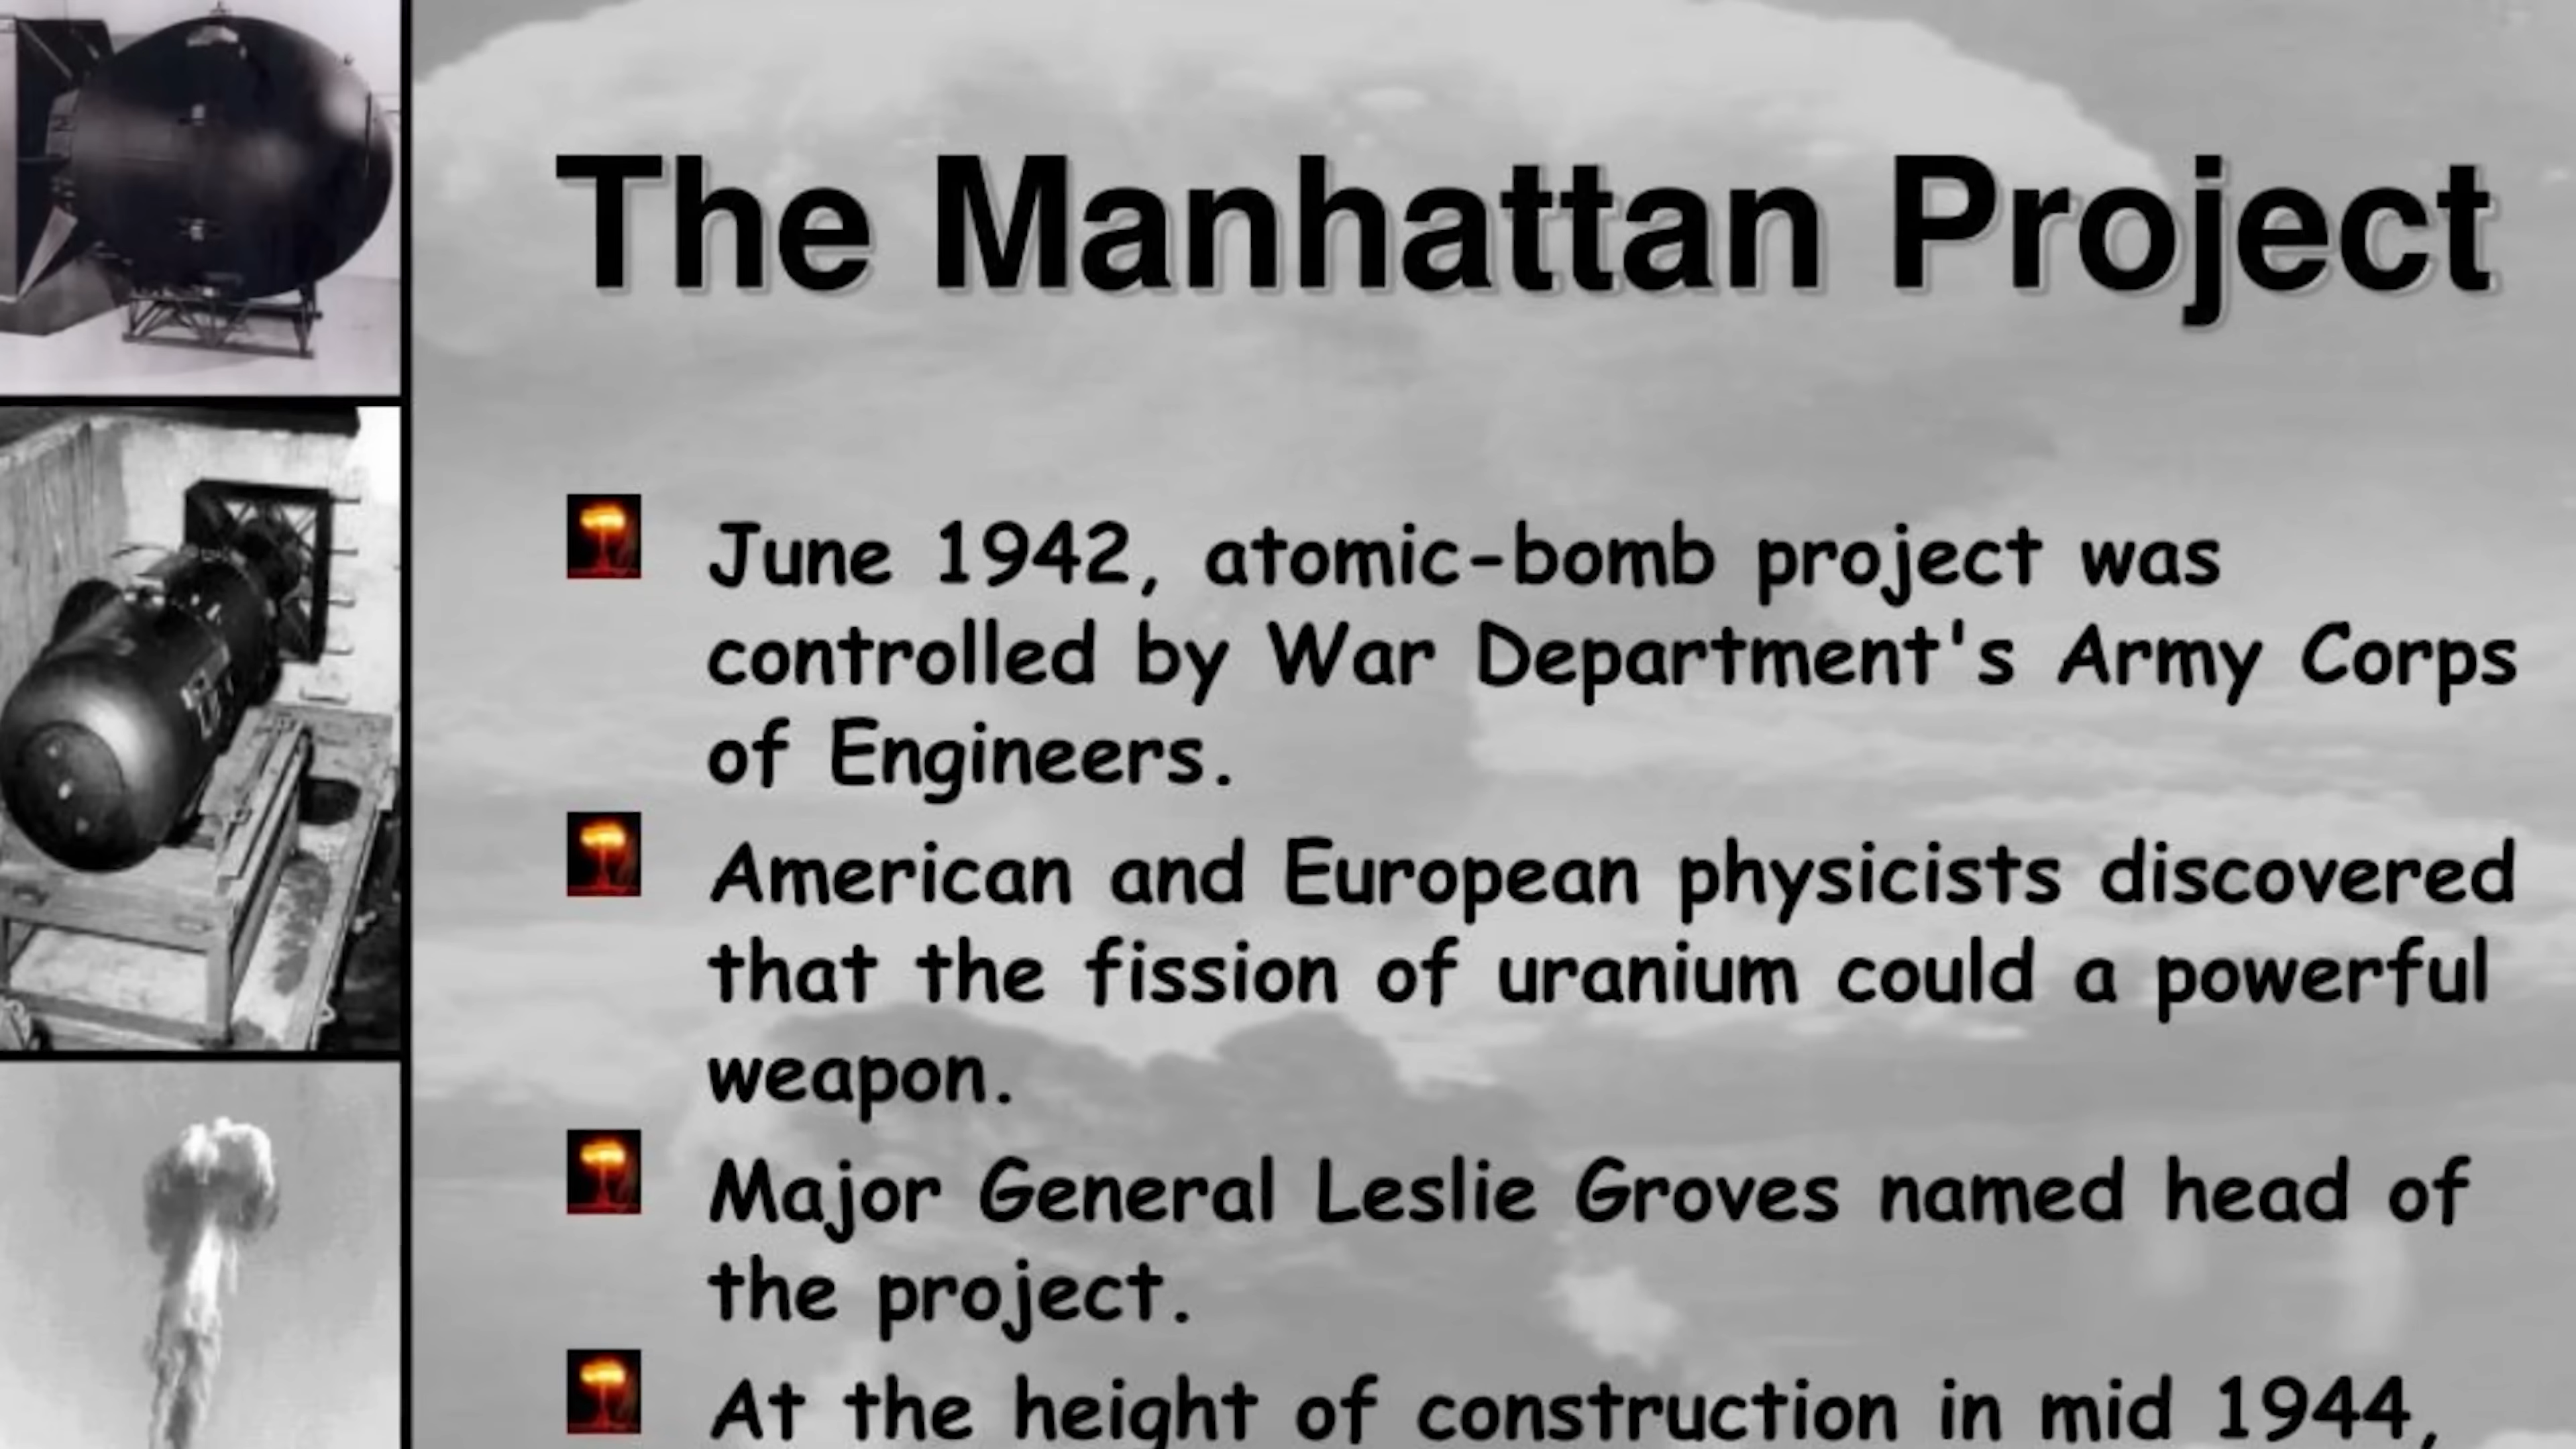 The Manhattan Project
June 1942, atomic-bomb project was
controlled by War Department's Army Corps
of Engineers.
American and European physicists discovered
that the fission of uranium could a powerful
weapon.
Major General Leslie Groves named head of
the project.
At the height of construction in mid 1944,